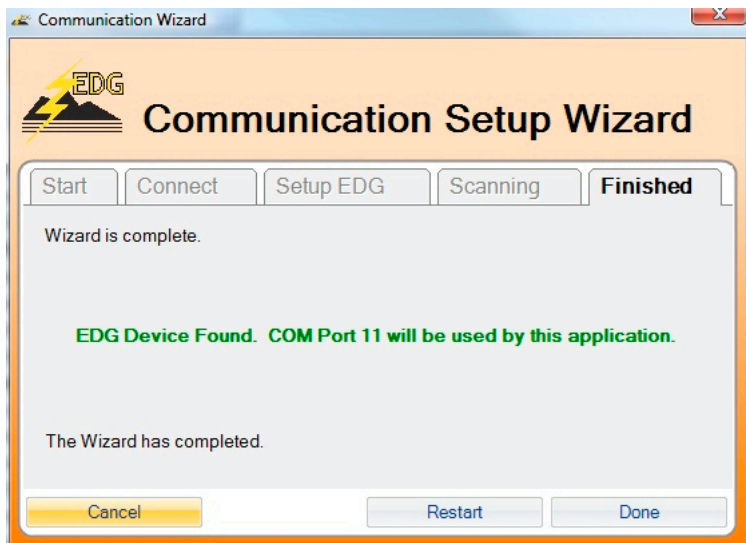 Communication Wizard
EDG
Communication Setup Wizard
Start Connect Setup EDG Scanning Finished
Wizard is complete.
EDG Device Found. COM Port 11 will be used by this application.
The Wizard has completed.
Cancel Restart Done